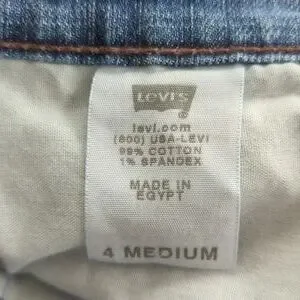 LEVI'S
®
levi.com
(800) USA-LEVI
99% COTTON
1% SPANDEX
MADE IN
EGYPT
4 MEDIUM